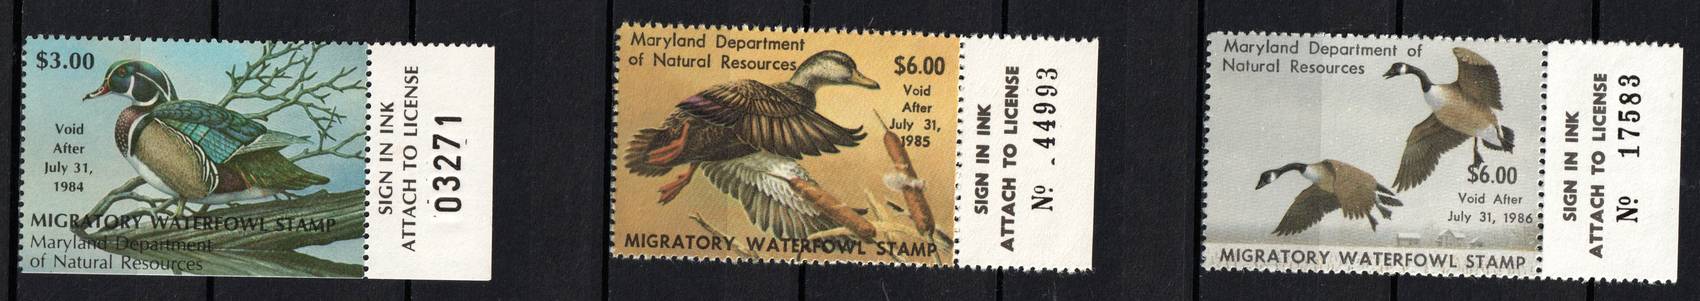 $3.00
Void
After
July 31,
1984
MIGRATORY WATERFOWL STAMP
Maryland Department
of Natural Resources
SIGN IN INK
ATTACH TO LICENSE
03271
Maryland Department
of Natural Resources
$6.00
Void
After
July 31,
1985
MIGRATORY WATERFOWL STAMP
SIGN IN INK
ATTACH TO LICENSE
Nº 44993
Maryland Department of
Natural Resources
$6.00
Void After
July 31, 1986
MIGRATORY WATERFOWL STAMP
SIGN IN INK
ATTACH TO LICENSE
Nº 17583